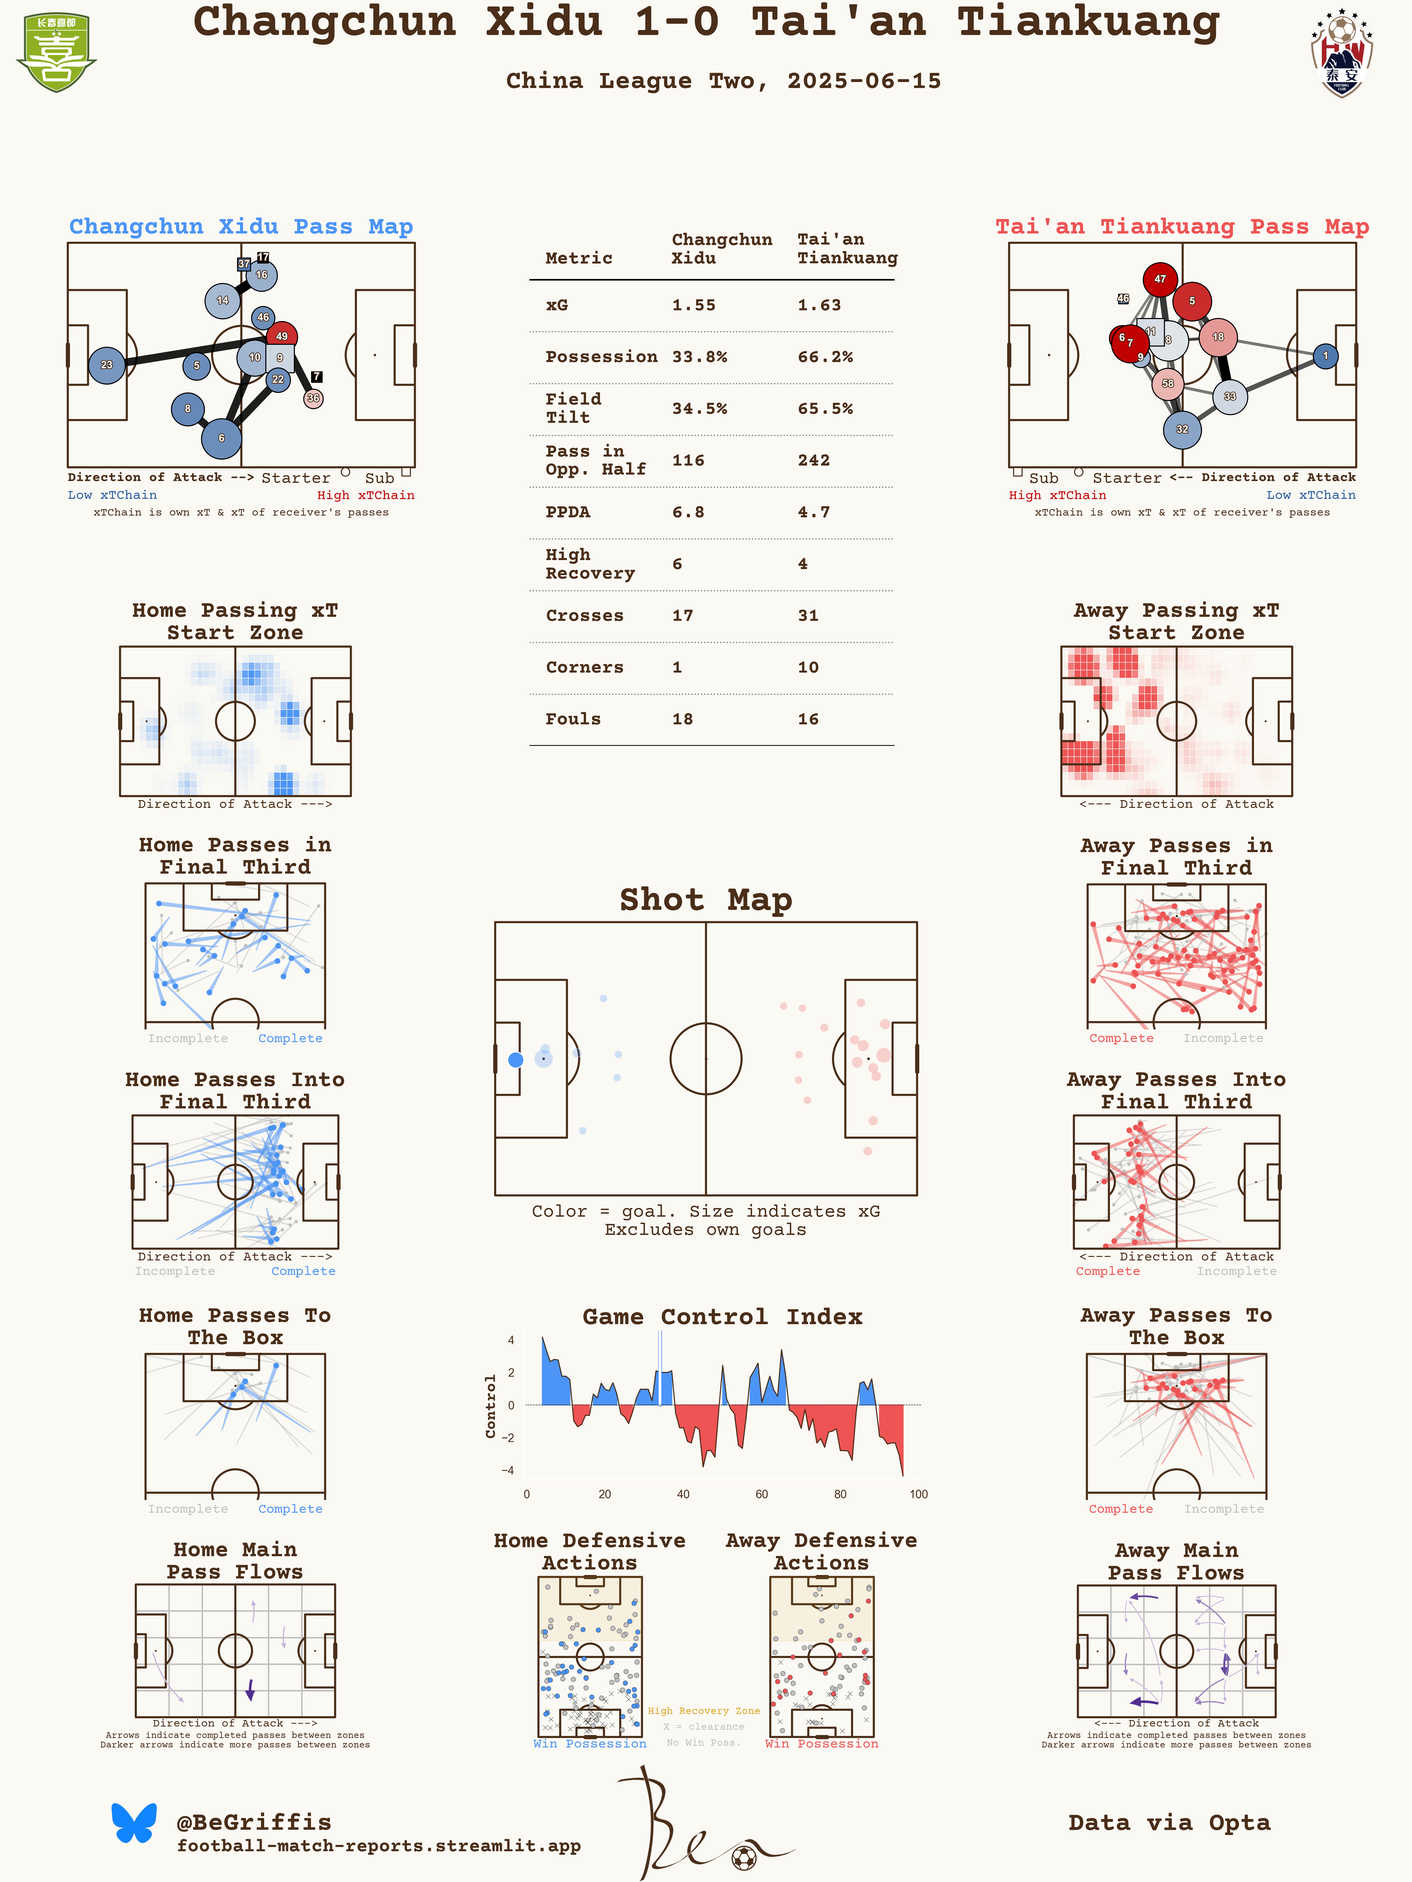 Changchun Xidu 1-0 Tai'an Tiankuang
China League Two, 2025-06-15
长春喜都
喜
泰安
FOOTBALL
CLUB
Changchun Xidu Pass Map
37
17
16
14
46
49
10
9
23
5
22
7
36
8
6
Direction of Attack --> Starter Sub
Low xTChain High xTChain
xTChain is own xT & xT of receiver's passes
Metric Changchun Xidu Tai'an Tiankuang
xG 1.55 1.63
Possession 33.8% 66.2%
Field Tilt 34.5% 65.5%
Pass in Opp. Half 116 242
PPDA 6.8 4.7
High Recovery 6 4
Crosses 17 31
Corners 1 10
Fouls 18 16
Tai'an Tiankuang Pass Map
47
46
5
11
6
7
8
18
9
1
58
33
32
Sub Starter <-- Direction of Attack
High xTChain Low xTChain
xTChain is own xT & xT of receiver's passes
Home Passing xT
Start Zone
Direction of Attack --->
Away Passing xT
Start Zone
<--- Direction of Attack
Home Passes in
Final Third
Incomplete Complete
Away Passes in
Final Third
Complete Incomplete
Shot Map
Color = goal. Size indicates xG
Excludes own goals
Home Passes Into
Final Third
Direction of Attack --->
Incomplete Complete
Away Passes Into
Final Third
<--- Direction of Attack
Complete Incomplete
Home Passes To
The Box
Incomplete Complete
Game Control Index
Control
4
2
0
−2
−4
0 20 40 60 80 100
Away Passes To
The Box
Complete Incomplete
Home Main
Pass Flows
Direction of Attack --->
Arrows indicate completed passes between zones
Darker arrows indicate more passes between zones
Home Defensive
Actions
Win Possession
Away Defensive
Actions
Win Possession
High Recovery Zone
X = clearance
No Win Poss.
Away Main
Pass Flows
<--- Direction of Attack
Arrows indicate completed passes between zones
Darker arrows indicate more passes between zones
@BeGriffis
football-match-reports.streamlit.app
Ben
Data via Opta